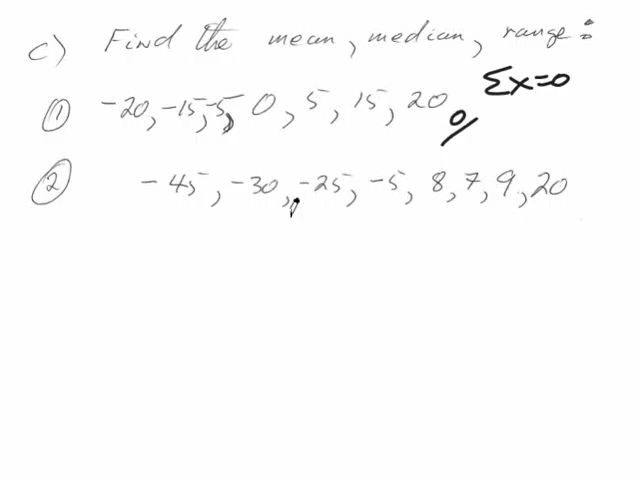 c) Find the mean, median, range:
① -20, -15, -5, 0, 5, 15, 20 Σx=0
② -45, -30, -25, -5, 8, 7, 9, 20